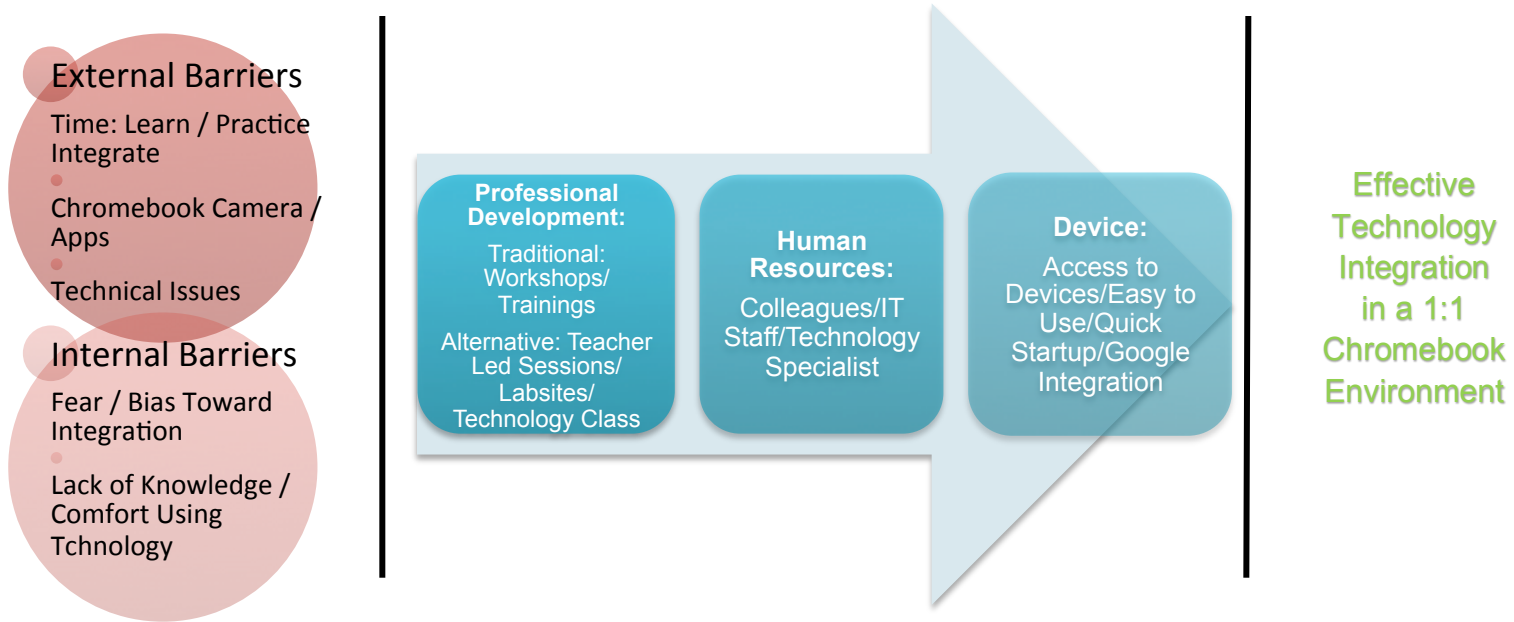 External Barriers
Time: Learn / Practice
Integrate
Chromebook Camera /
Apps
Technical Issues
Internal Barriers
Fear / Bias Toward
Integration
Lack of Knowledge /
Comfort Using
Tchnology
Professional
Development:
Traditional:
Workshops/
Trainings
Alternative: Teacher
Led Sessions/
Labsites/
Technology Class
Human
Resources:
Colleagues/IT
Staff/Technology
Specialist
Device:
Access to
Devices/Easy to
Use/Quick
Startup/Google
Integration
Effective
Technology
Integration
in a 1:1
Chromebook
Environment